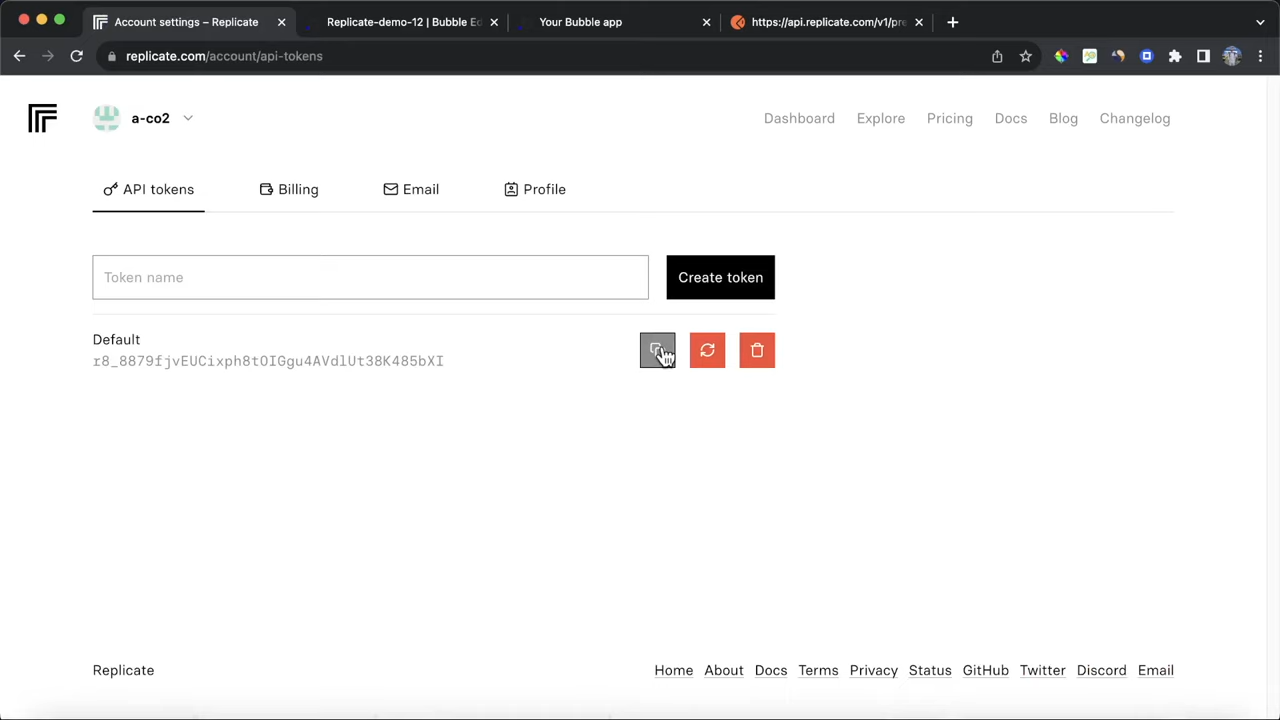 Account settings – Replicate
Replicate-demo-12 | Bubble Ed
Your Bubble app
https://api.replicate.com/v1/pre
replicate.com/account/api-tokens
a-co2
Dashboard Explore Pricing Docs Blog Changelog
API tokens Billing Email Profile
Token name Create token
Default
r8_8879fjvEUCixph8tOIGgu4AVdlUt38K485bXI
Replicate Home About Docs Terms Privacy Status GitHub Twitter Discord Email